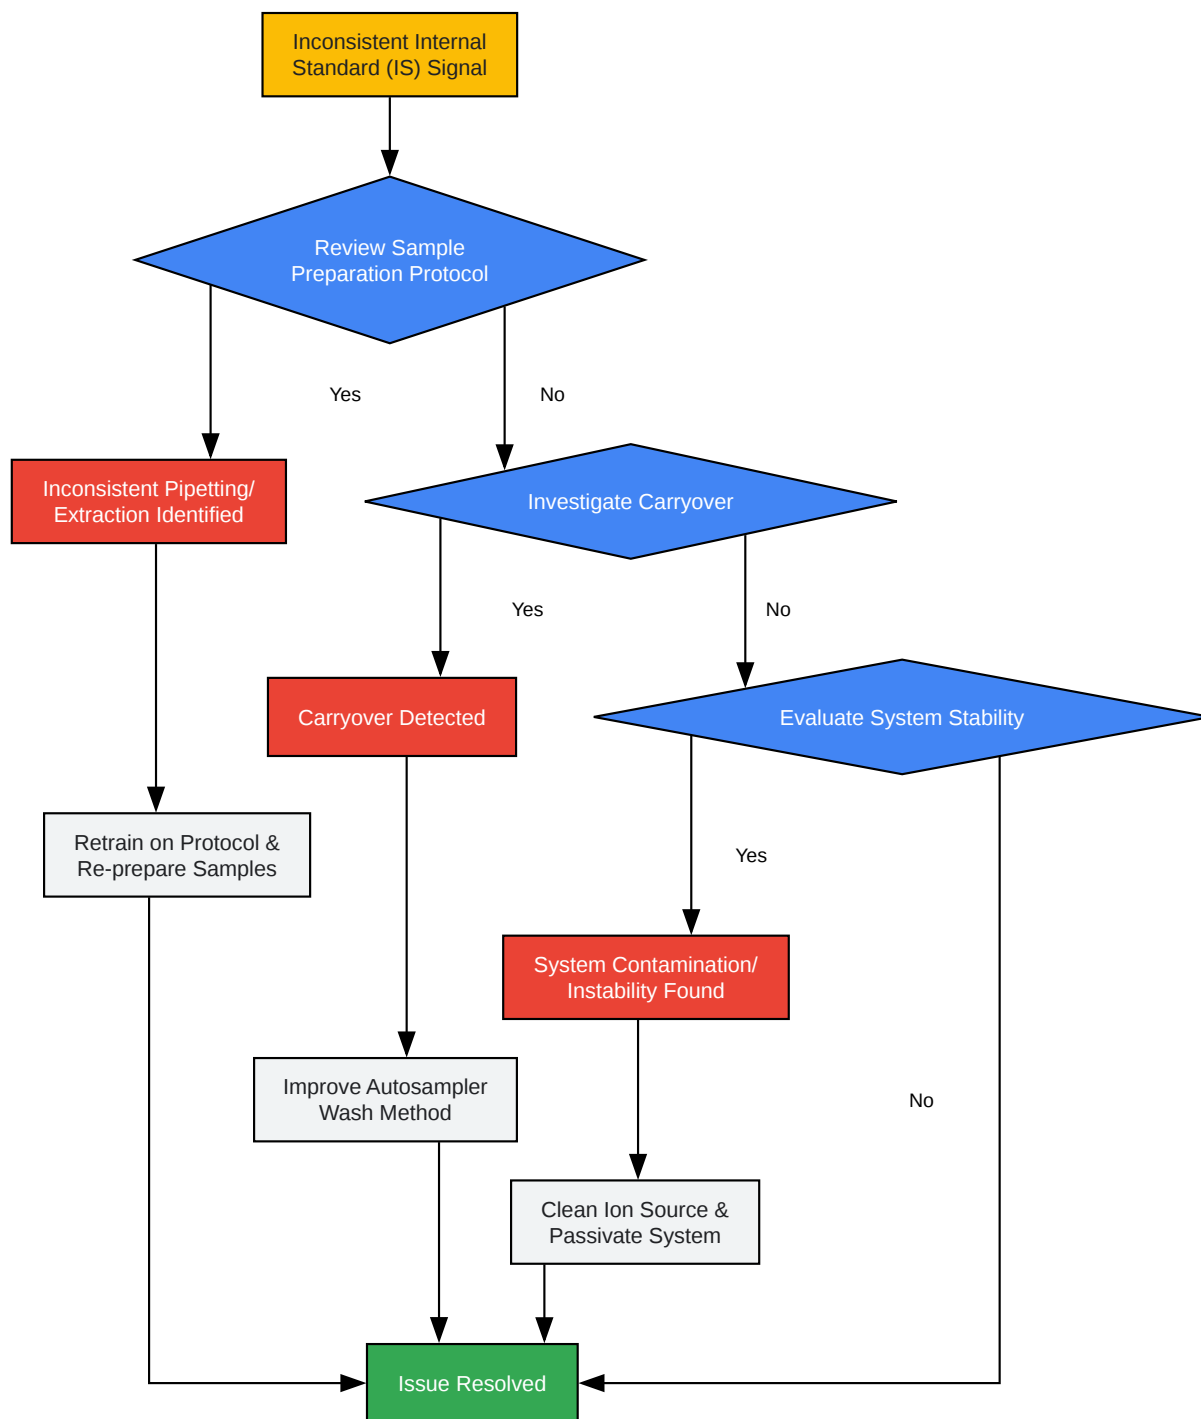 Inconsistent Internal
Standard (IS) Signal
Review Sample
Preparation Protocol
Yes
No
Inconsistent Pipetting/
Extraction Identified
Investigate Carryover
Yes
No
Carryover Detected
Evaluate System Stability
Retrain on Protocol &
Re-prepare Samples
Yes
System Contamination/
Instability Found
Improve Autosampler
Wash Method
No
Clean Ion Source &
Passivate System
Issue Resolved